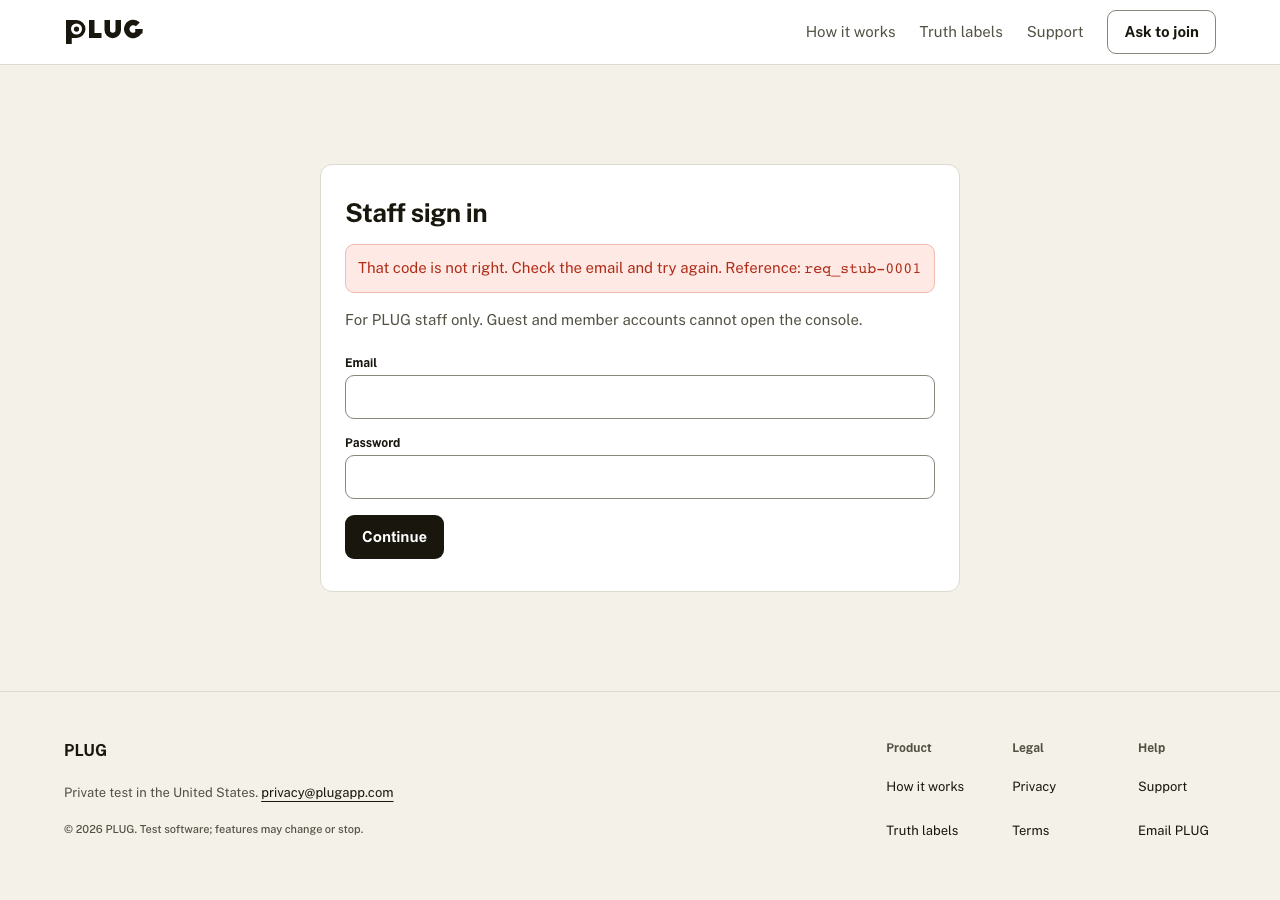 PLUG
How it works
Truth labels
Support
Ask to join
Staff sign in
That code is not right. Check the email and try again. Reference: req_stub-0001
For PLUG staff only. Guest and member accounts cannot open the console.
Email
Password
Continue
PLUG
Private test in the United States. privacy@plugapp.com
© 2026 PLUG. Test software; features may change or stop.
Product
How it works
Truth labels
Legal
Privacy
Terms
Help
Support
Email PLUG